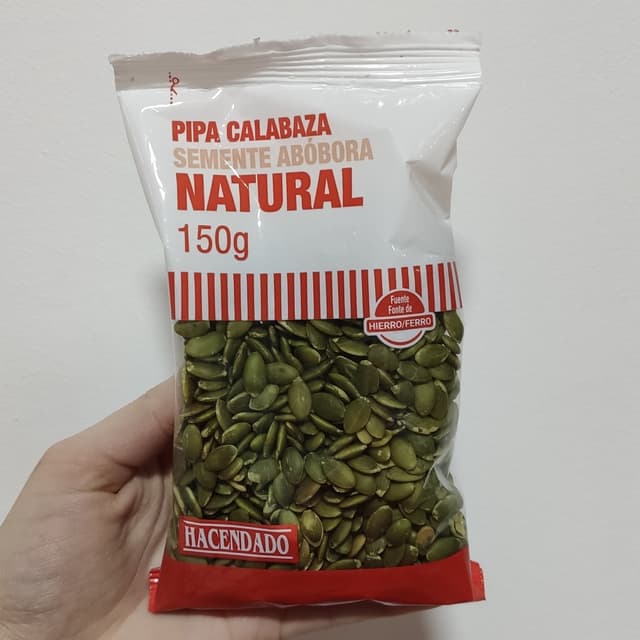 PIPA CALABAZA
SEMENTE ABÓBORA
NATURAL
150g
Fuente
Fonte de
HIERRO/FERRO
HACENDADO